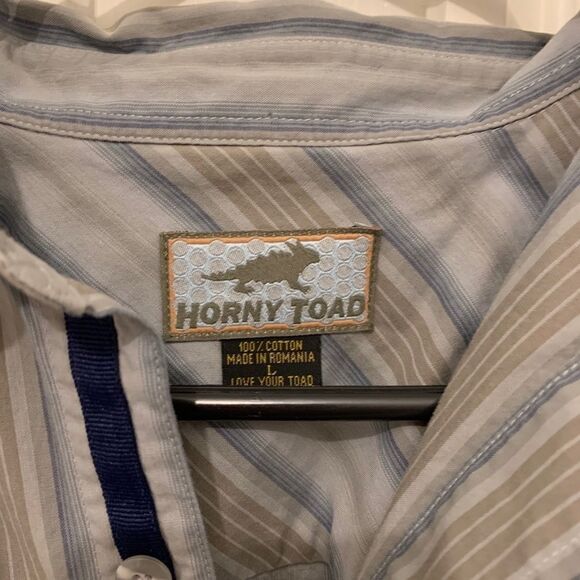 HORNY TOAD
100% COTTON
MADE IN ROMANIA
L
LOVE YOUR TOAD